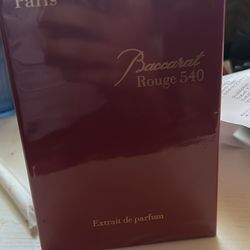 Paris
Baccarat
Rouge 540
Extrait de parfum